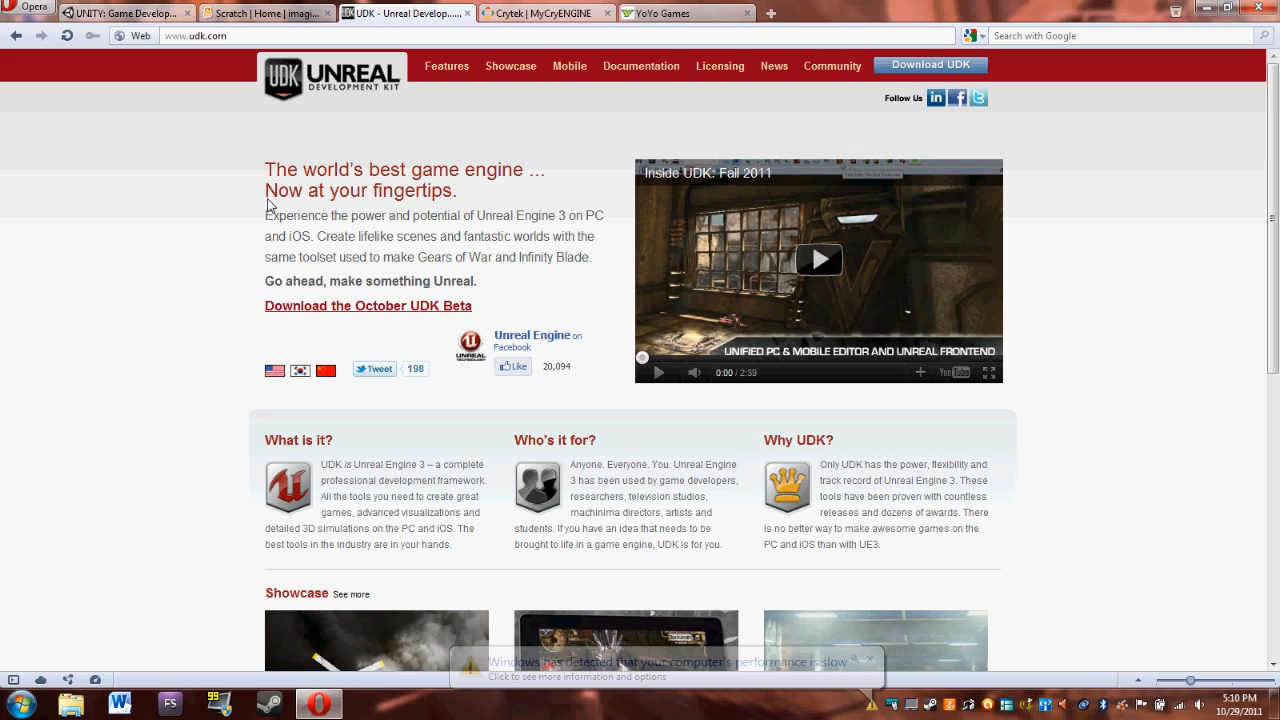 Opera
UNITY: Game Develop...
Scratch | Home | imagi...
UDK - Unreal Develop......
Crytek | MyCryENGINE
YoYo Games
Web
www.udk.com
Search with Google
UDK UNREAL
DEVELOPMENT KIT
Features
Showcase
Mobile
Documentation
Licensing
News
Community
Download UDK
Follow Us
The world's best game engine ...
Now at your fingertips.
Experience the power and potential of Unreal Engine 3 on PC
and iOS. Create lifelike scenes and fantastic worlds with the
same toolset used to make Gears of War and Infinity Blade.
Go ahead, make something Unreal.
Download the October UDK Beta
Unreal Engine on
Facebook
Like
20,094
Tweet
198
UNREAL
TECHNOLOGY
Inside UDK: Fall 2011
UNIFIED PC & MOBILE EDITOR AND UNREAL FRONTEND
0:00 / 2:39
YouTube
What is it?
UDK is Unreal Engine 3 – a complete
professional development framework.
All the tools you need to create great
games, advanced visualizations and
detailed 3D simulations on the PC and iOS. The
best tools in the industry are in your hands.
Who's it for?
Anyone. Everyone. You. Unreal Engine
3 has been used by game developers,
researchers, television studios,
machinima directors, artists and
students. If you have an idea that needs to be
brought to life in a game engine, UDK is for you.
Why UDK?
Only UDK has the power, flexibility and
track record of Unreal Engine 3. These
tools have been proven with countless
releases and dozens of awards. There
is no better way to make awesome games on the
PC and iOS than with UE3.
Showcase See more
Windows has detected that your computer's performance is slow
Click to see more information and options
FS
99
5:10 PM
10/29/2011